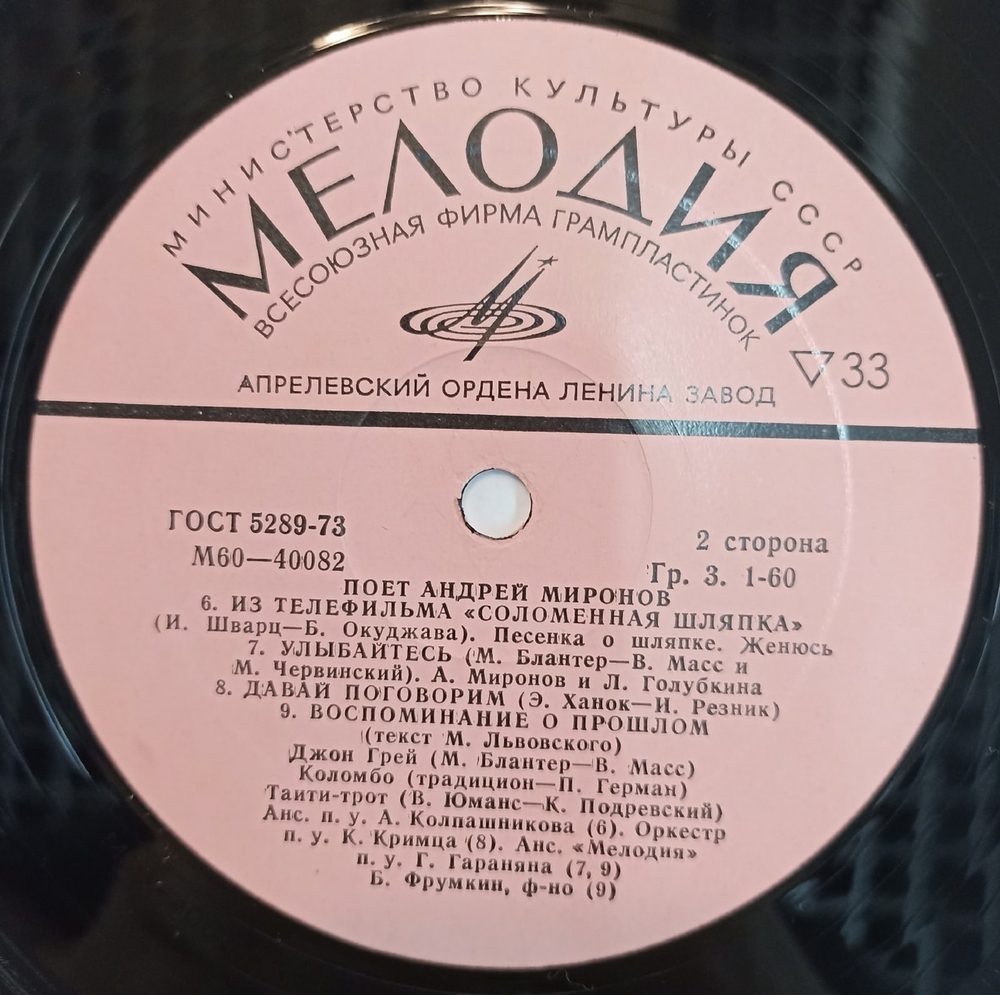 МИНИСТЕРСТВО КУЛЬТУРЫ СССР
МЕЛОДИЯ
ВСЕСОЮЗНАЯ ФИРМА ГРАМПЛАСТИНОК
▽33
АПРЕЛЕВСКИЙ ОРДЕНА ЛЕНИНА ЗАВОД
ГОСТ 5289-73
М60—40082
2 сторона
Гр. 3. 1-60
ПОЕТ АНДРЕЙ МИРОНОВ
6. ИЗ ТЕЛЕФИЛЬМА «СОЛОМЕННАЯ ШЛЯПКА»
(И. Шварц—Б. Окуджава). Песенка о шляпке. Женюсь
7. УЛЫБАЙТЕСЬ (М. Блантер—В. Масс и
М. Червинский). А. Миронов и Л. Голубкина
8. ДАВАЙ ПОГОВОРИМ (Э. Ханок—И. Резник)
9. ВОСПОМИНАНИЕ О ПРОШЛОМ
(текст М. Львовского)
Джон Грей (М. Блантер—В. Масс)
Коломбо (традицион—П. Герман)
Таити-трот (В. Юманс—К. Подревский)
Анс. п. у. А. Колпашникова (6). Оркестр
п. у. К. Кримца (8). Анс. «Мелодия»
п. у. Г. Гараняна (7, 9)
Б. Фрумкин, ф-но (9)